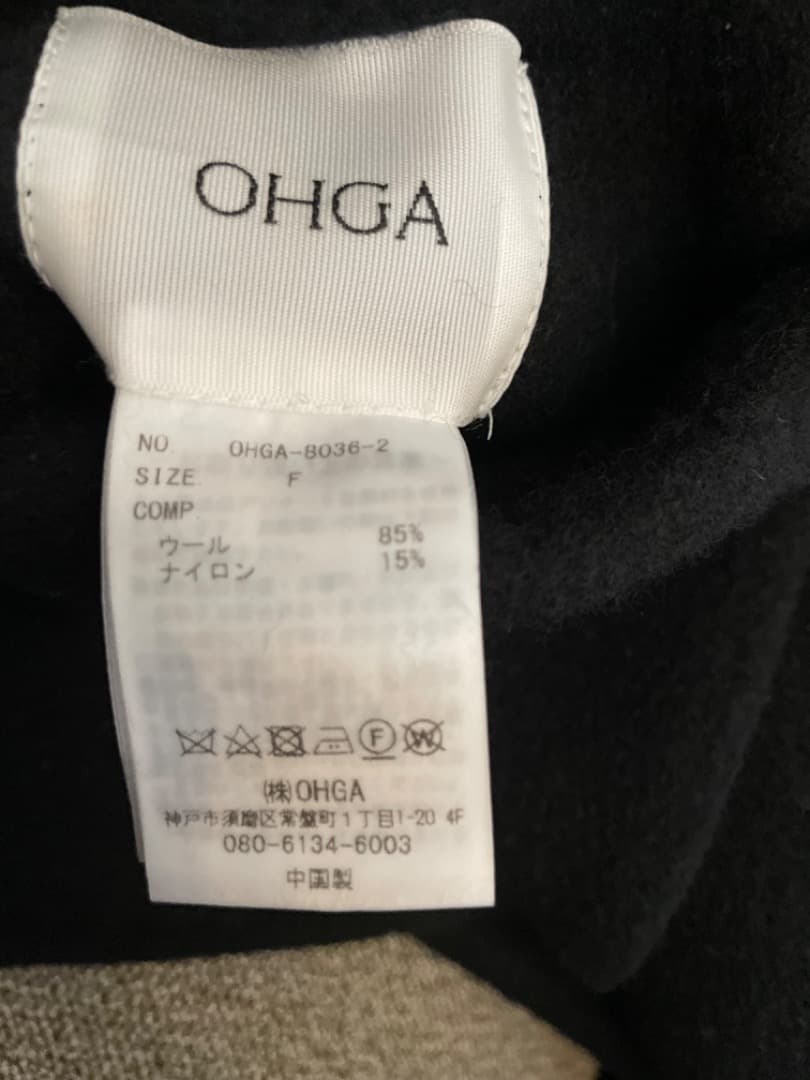 OHGA
NO. OHGA-8036-2
SIZE F
COMP
ウール 85%
ナイロン 15%
F W
㈱OHGA
神戸市須磨区常盤町1丁目1-20 4F
080-6134-6003
中国製